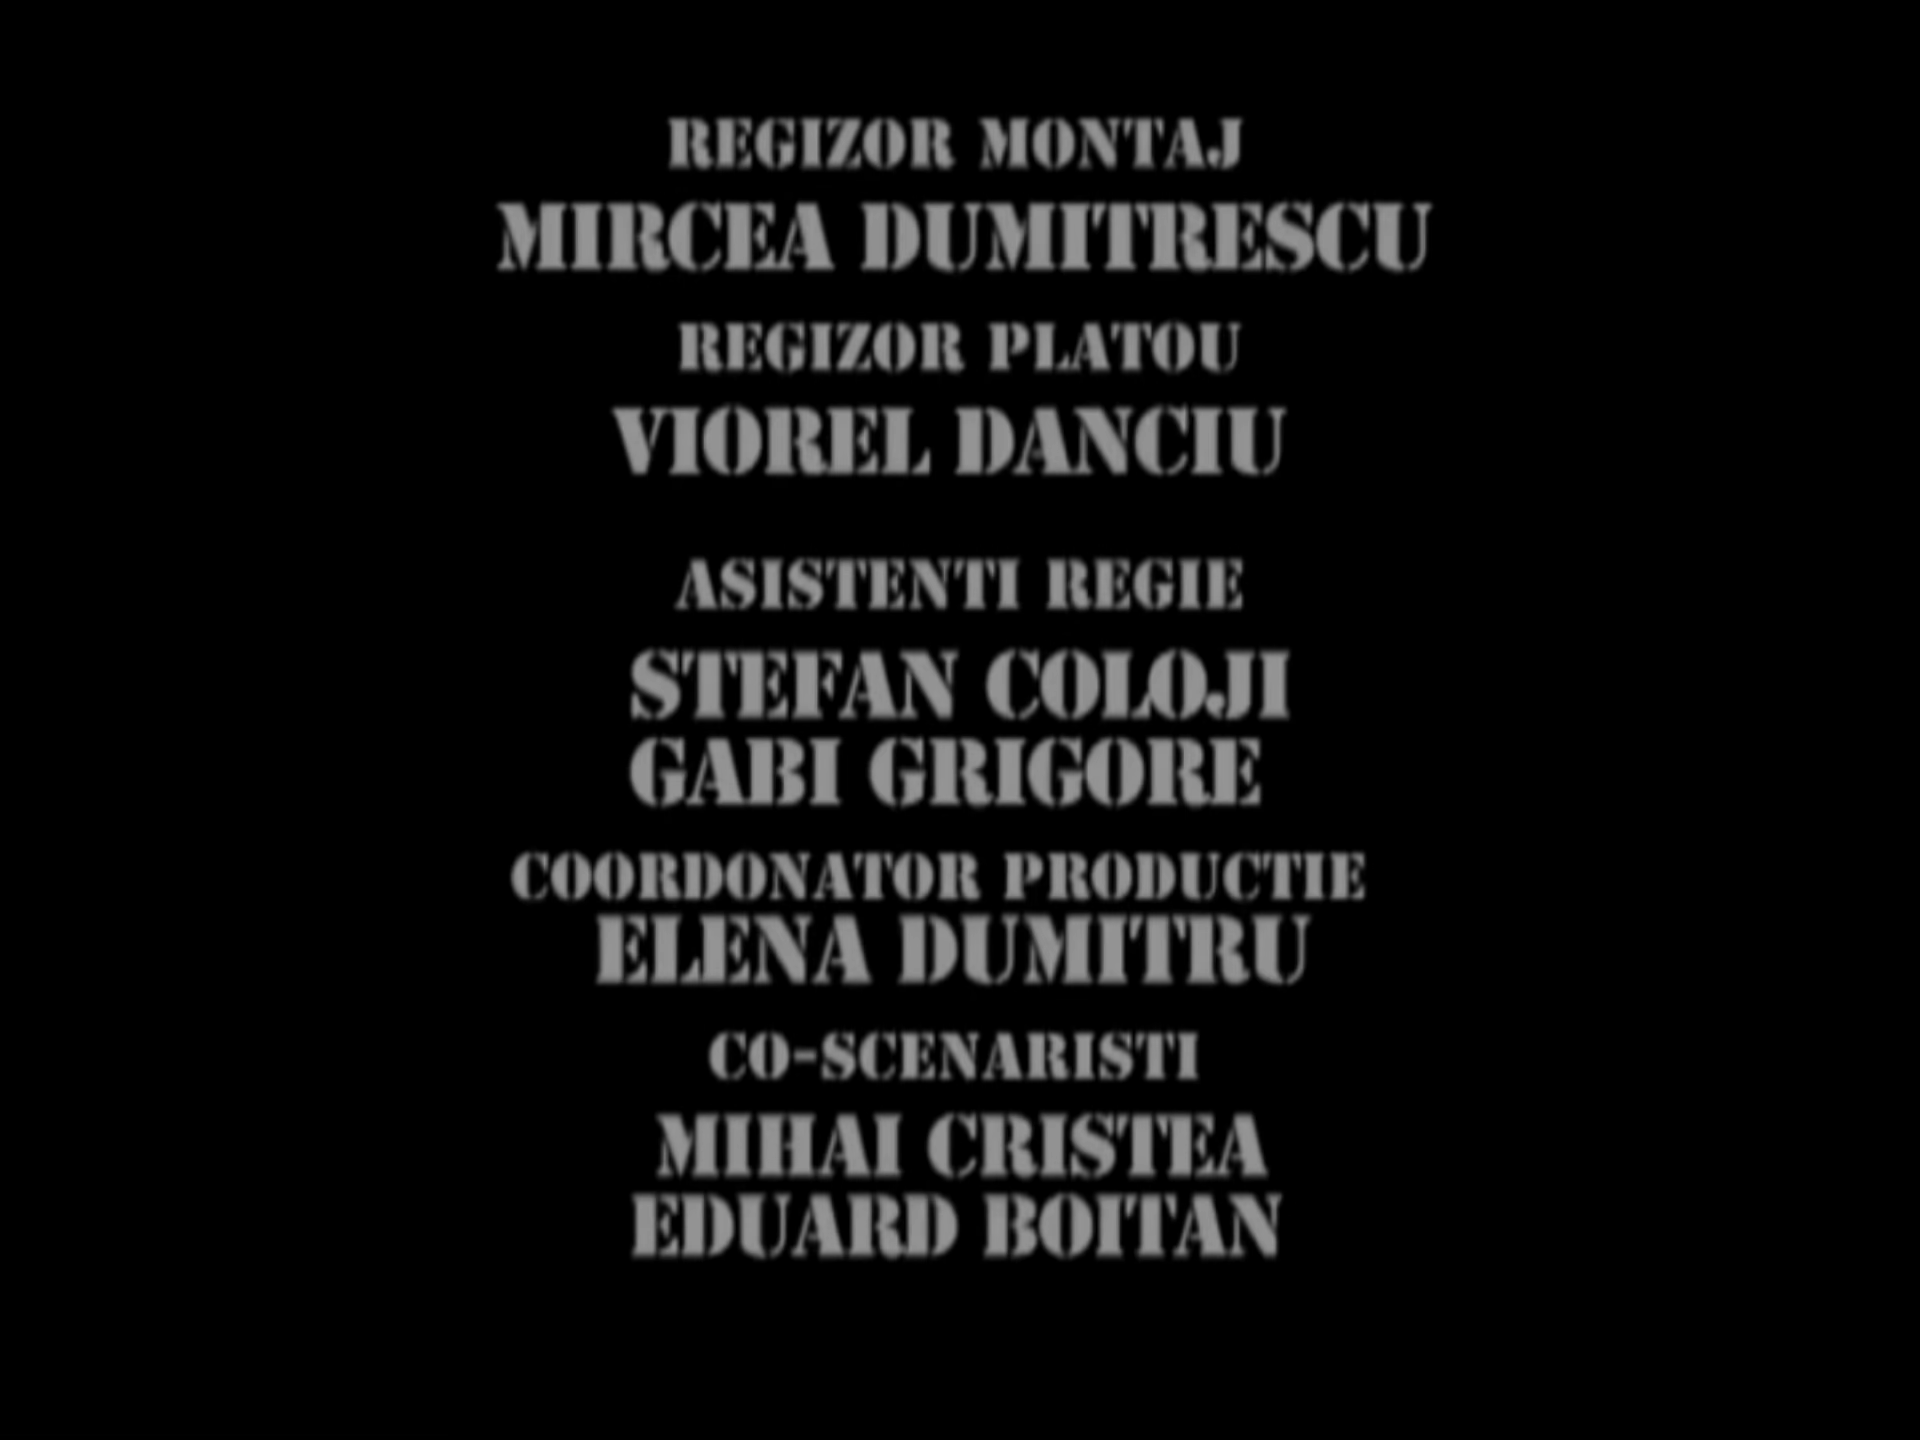 REGIZOR MONTAJ
MIRCEA DUMITRESCU
REGIZOR PLATOU
VIOREL DANCIU
ASISTENTI REGIE
STEFAN COLOJI
GABI GRIGORE
COORDONATOR PRODUCTIE
ELENA DUMITRU
CO-SCENARISTI
MIHAI CRISTEA
EDUARD BOITAN